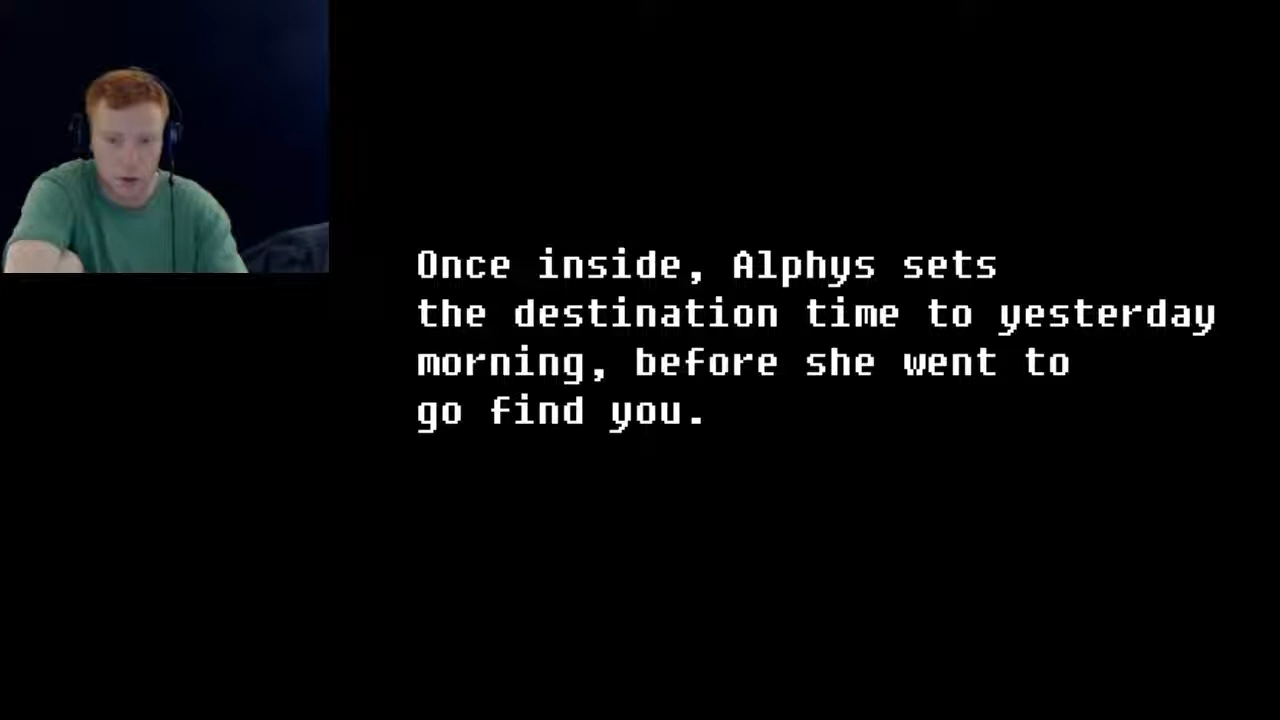 Once inside, Alphys sets
the destination time to yesterday
morning, before she went to
go find you.